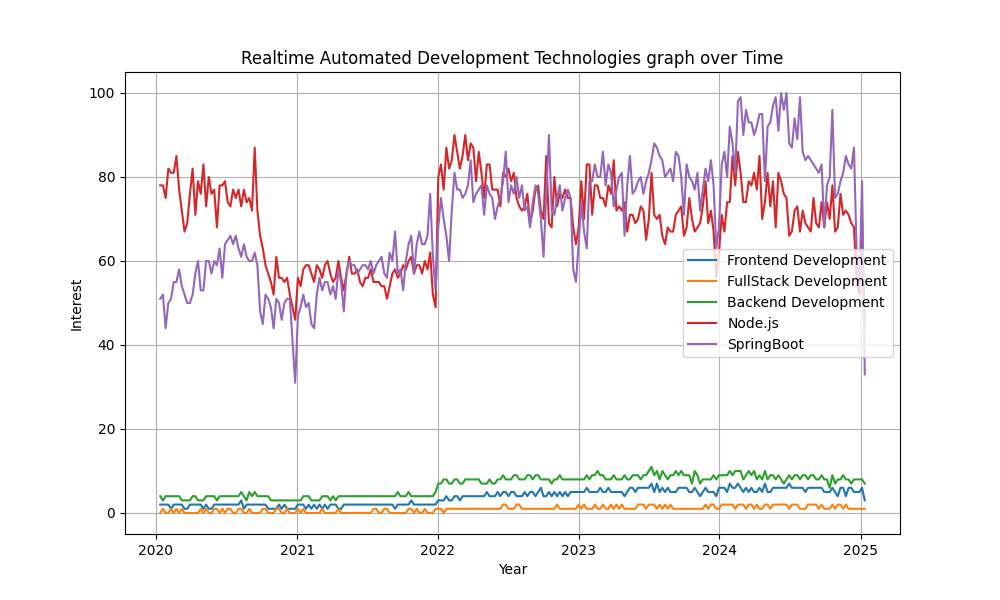 Realtime Automated Development Technologies graph over Time
100
80
60
40
20
0
Interest
Frontend Development
FullStack Development
Backend Development
Node.js
SpringBoot
2020 2021 2022 2023 2024 2025
Year